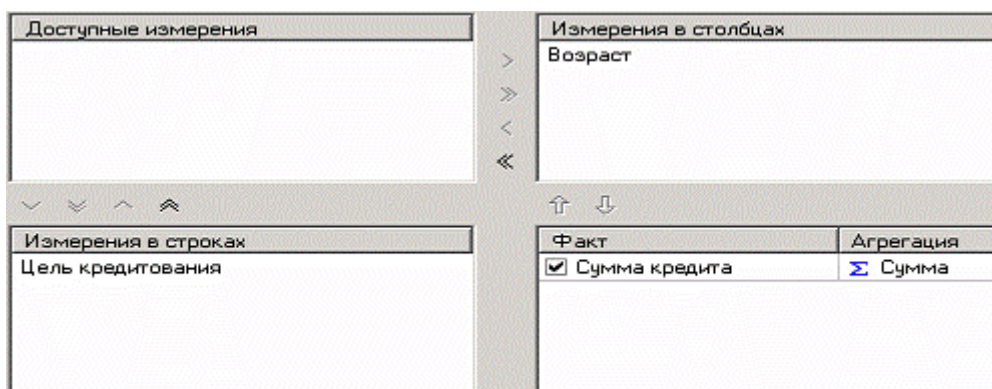 Доступные измерения
Измерения в столбцах
Возраст
Измерения в строках
Цель кредитования
Факт Агрегация
Сумма кредита Σ Сумма